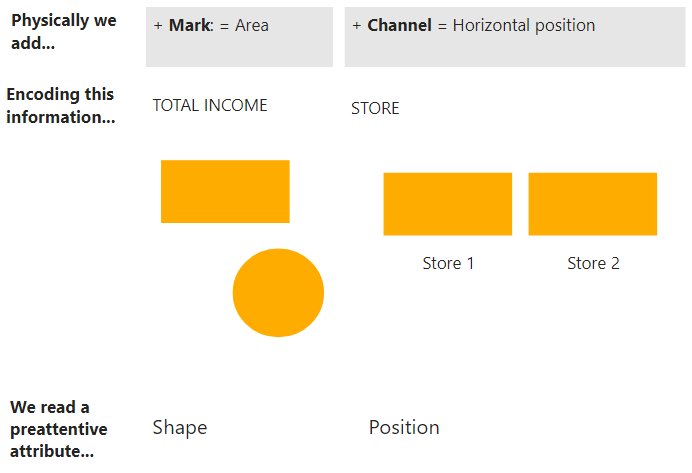 Physically we
add...
+ Mark: = Area
+ Channel = Horizontal position
Encoding this
information...
TOTAL INCOME
STORE
Store 1
Store 2
We read a
preattentive
attribute...
Shape
Position